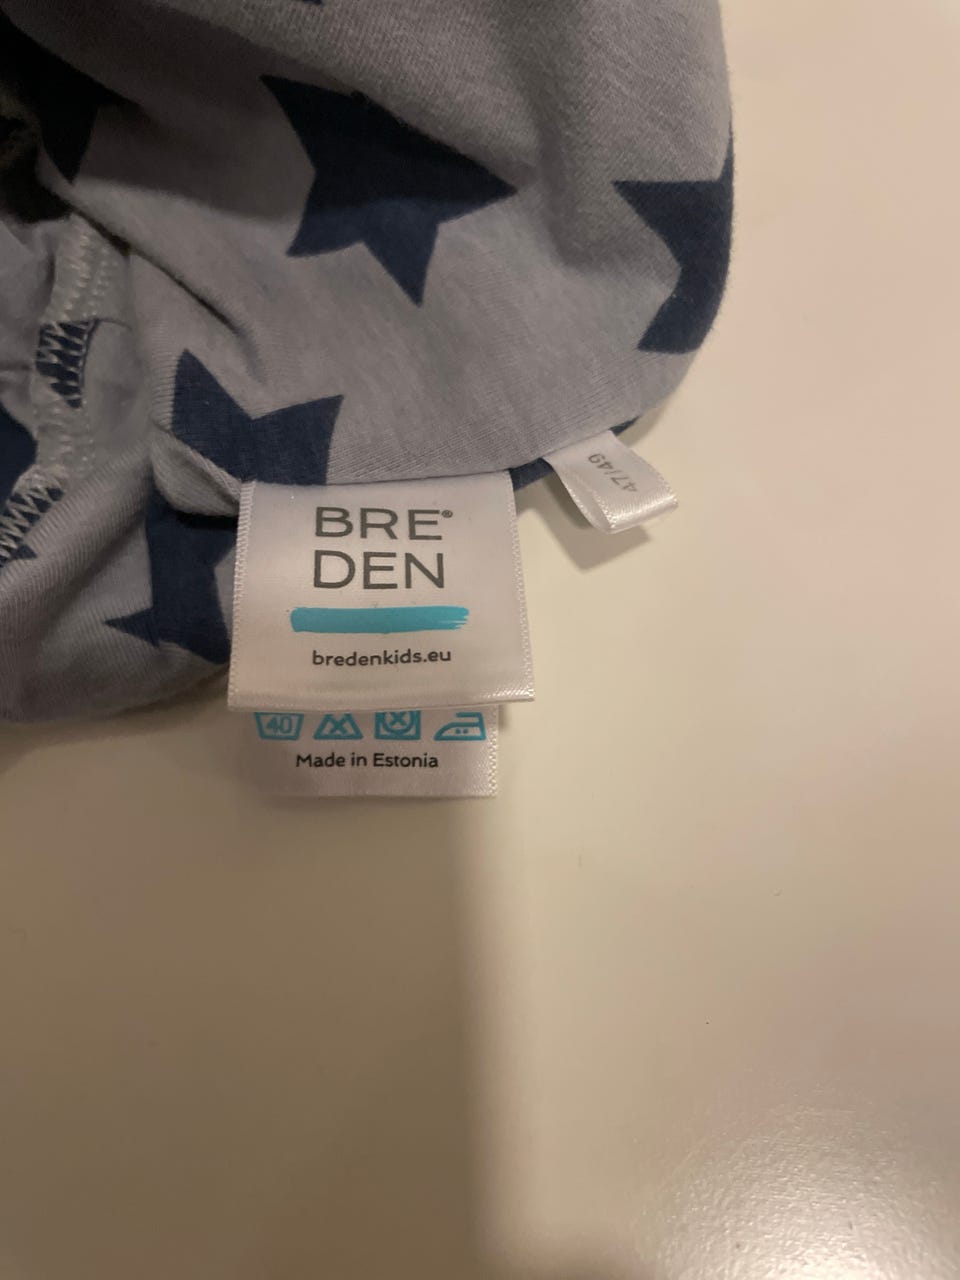 BRE®
DEN
bredenkids.eu
40
Made in Estonia
47/49